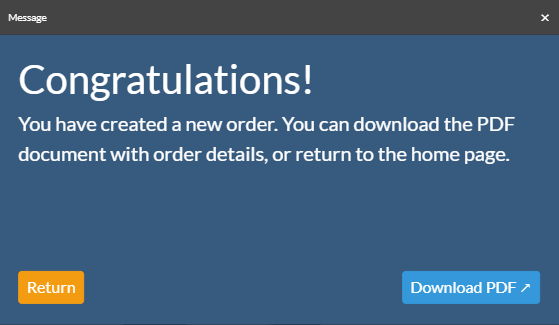 Message ×
Congratulations!
You have created a new order. You can download the PDF
document with order details, or return to the home page.
Return Download PDF ↗